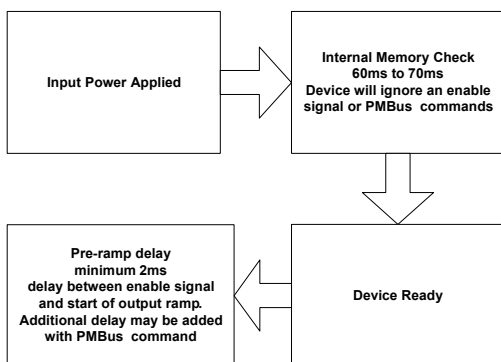 Input Power Applied
Internal Memory Check
60ms to 70ms
Device will ignore an enable
signal or PMBus commands
Device Ready
Pre-ramp delay
minimum 2ms
delay between enable signal
and start of output ramp.
Additional delay may be added
with PMBus command